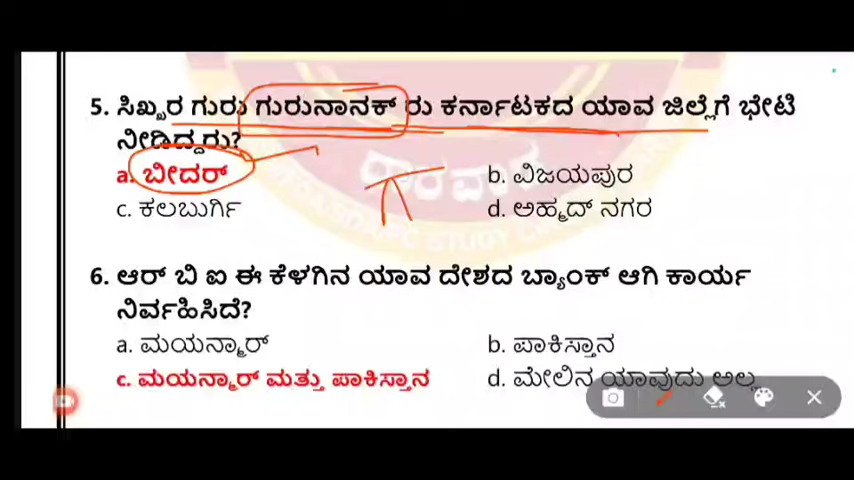 5. ಸಿಖ್ಖರ ಗುರು ಗುರುನಾನಕ್ ರು ಕರ್ನಾಟಕದ ಯಾವ ಜಿಲ್ಲೆಗೆ ಭೇಟಿ
ನೀಡಿದ್ದರು?
a. ಬೀದರ್ b. ವಿಜಯಪುರ
c. ಕಲಬುರ್ಗಿ d. ಅಹ್ಮದ್ ನಗರ
ಧಾರವಾಡ
6. ಆರ್ ಬಿ ಐ ಈ ಕೆಳಗಿನ ಯಾವ ದೇಶದ ಬ್ಯಾಂಕ್ ಆಗಿ ಕಾರ್ಯ
ನಿರ್ವಹಿಸಿದೆ?
a. ಮಯನ್ಮಾರ್ b. ಪಾಕಿಸ್ತಾನ
c. ಮಯನ್ಮಾರ್ ಮತ್ತು ಪಾಕಿಸ್ತಾನ d. ಮೇಲಿನ ಯಾವುದು ಅಲ್ಲ